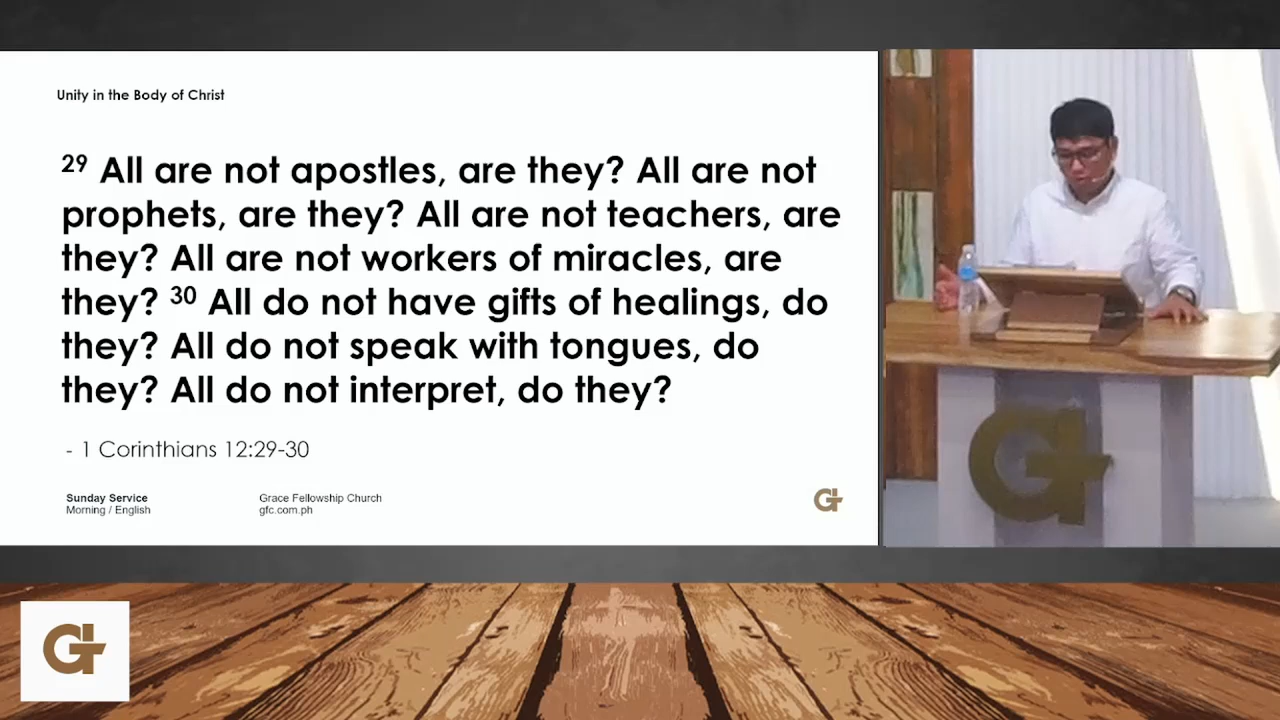 Unity in the Body of Christ
29 All are not apostles, are they? All are not
prophets, are they? All are not teachers, are
they? All are not workers of miracles, are
they? 30 All do not have gifts of healings, do
they? All do not speak with tongues, do
they? All do not interpret, do they?
- 1 Corinthians 12:29-30
Sunday Service
Morning / English
Grace Fellowship Church
gfc.com.ph